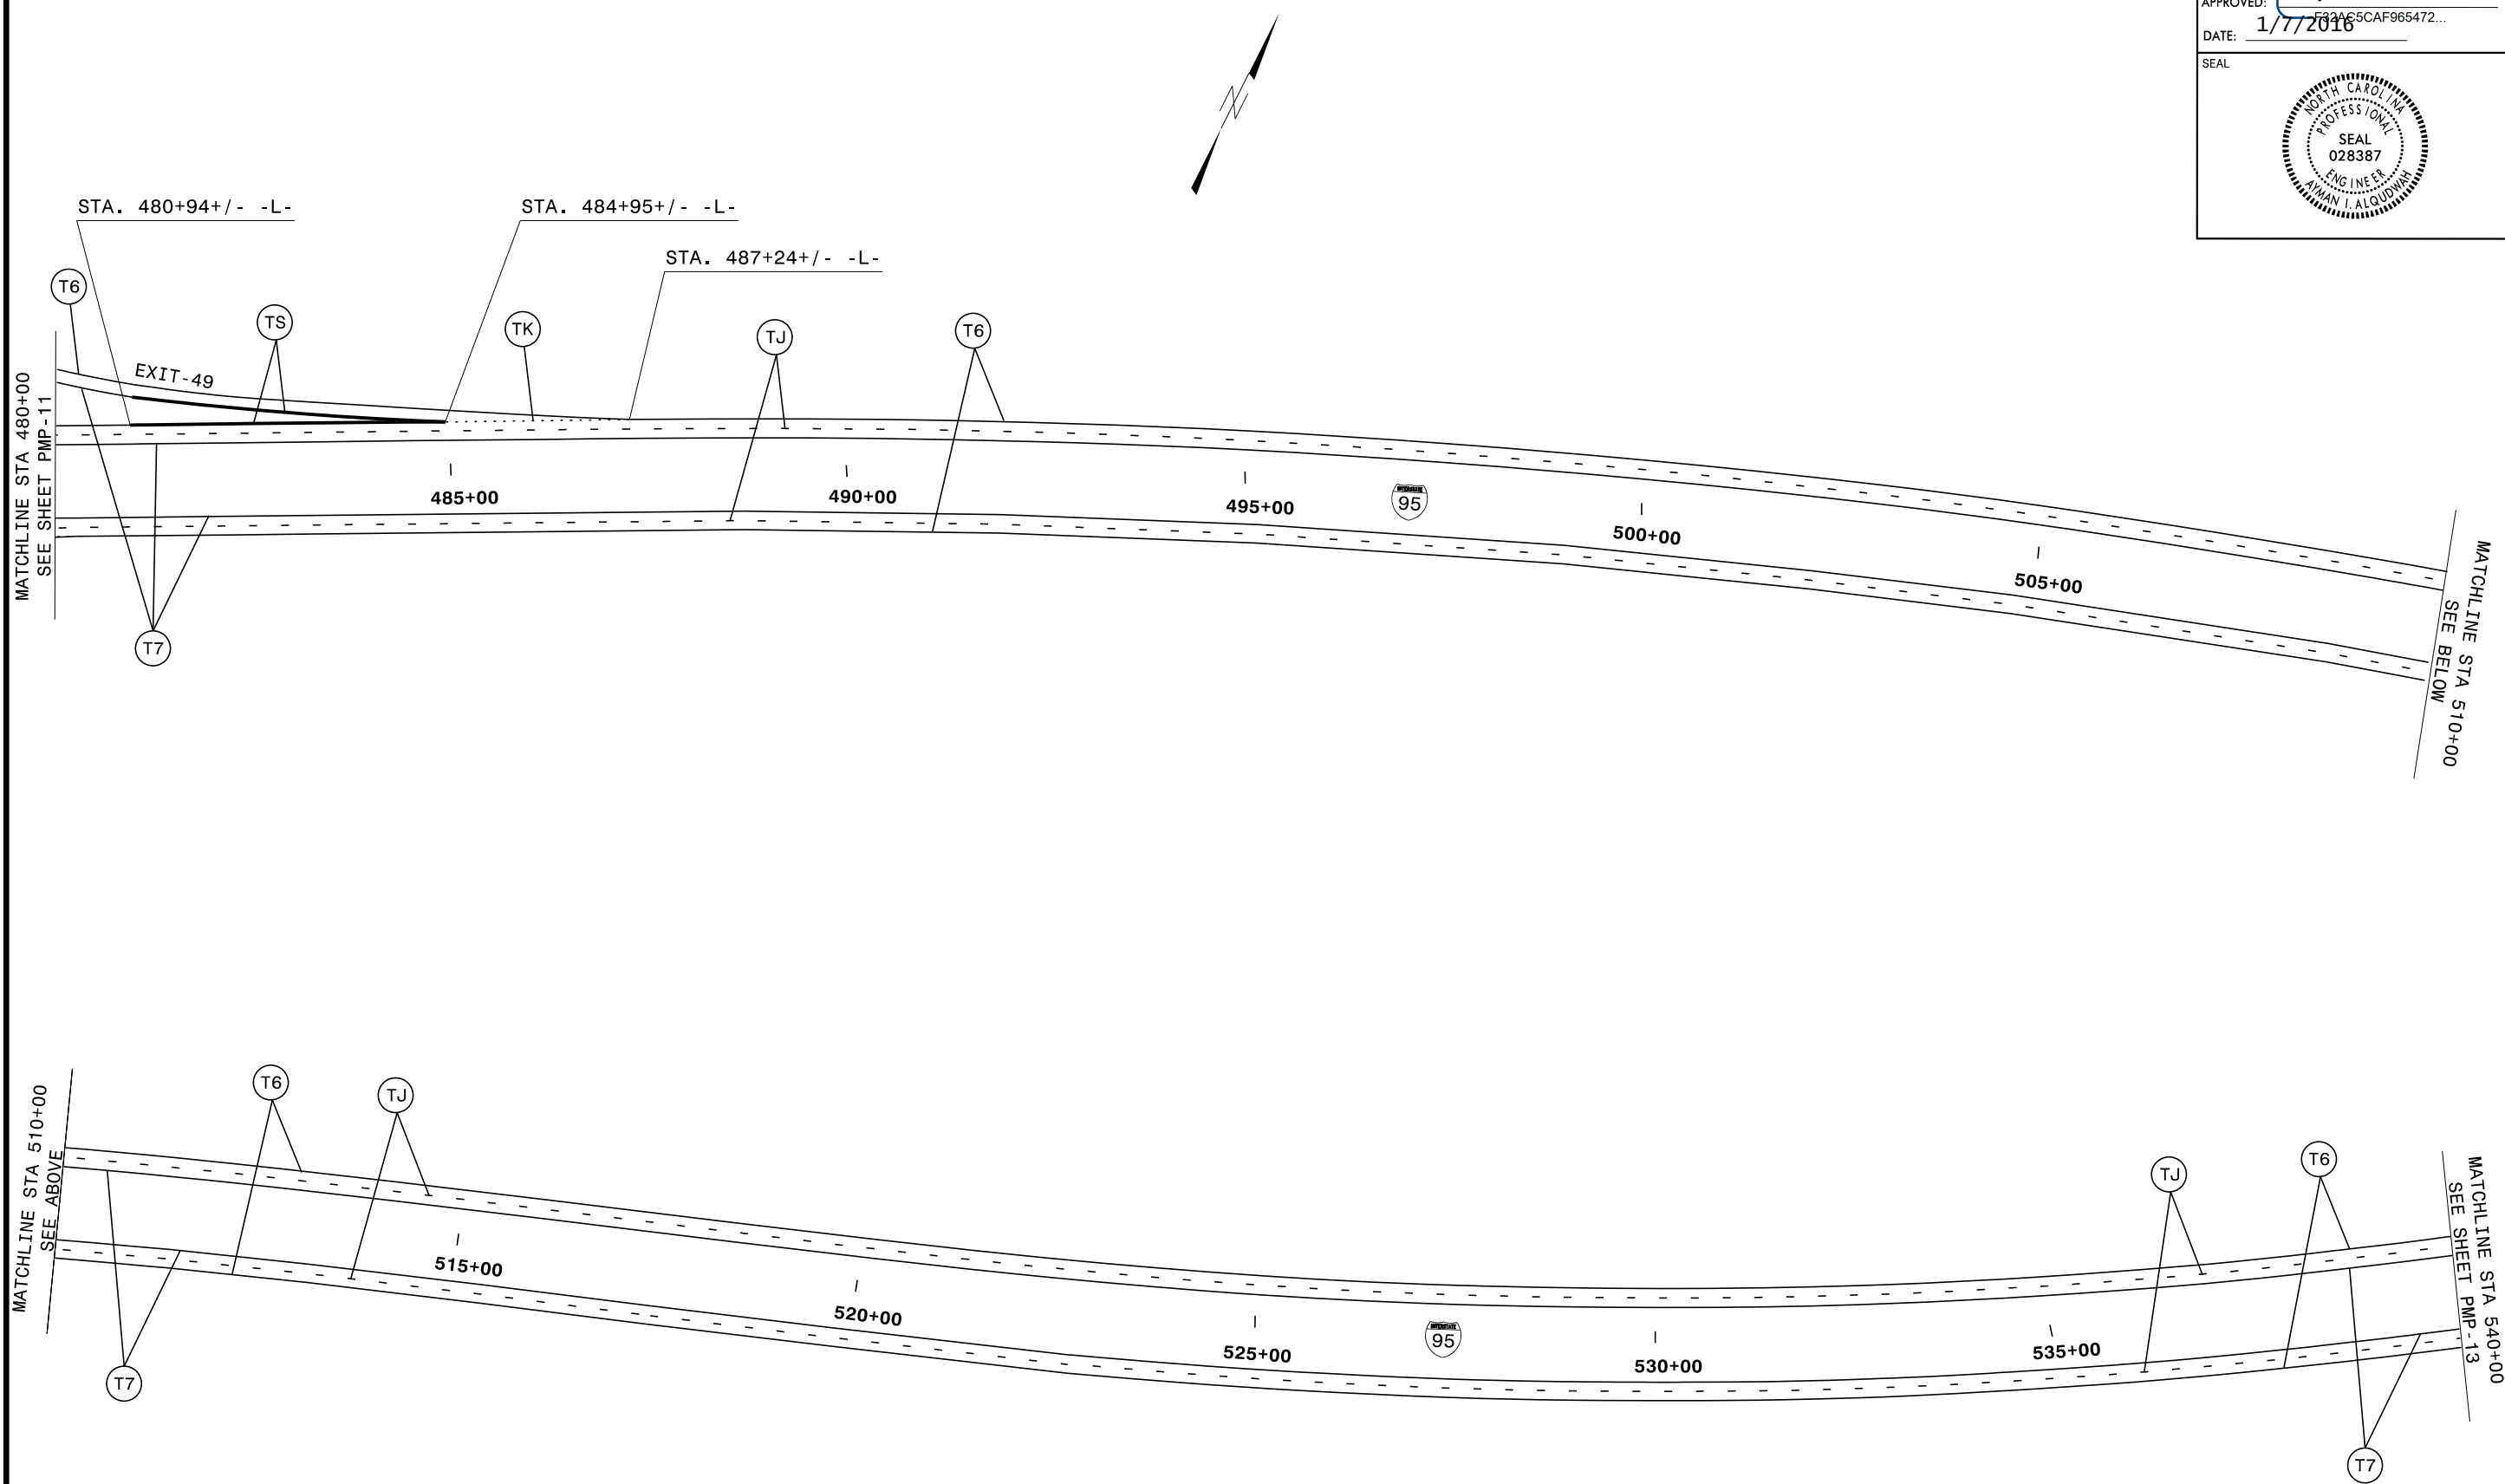 APPROVED:
F32AC5CAF965472...
DATE: 1/7/2016
SEAL
NORTH CAROLINA
PROFESSIONAL
SEAL
028387
ENGINEER
AYMAN I. ALQUDWAH
STA. 480+94+/- -L-
STA. 484+95+/- -L-
STA. 487+24+/- -L-
T6
TS
TK
TJ
T6
EXIT-49
MATCHLINE STA 480+00
SEE SHEET PMP-11
485+00
490+00
495+00
INTERSTATE
95
500+00
505+00
T7
MATCHLINE STA 510+00
SEE BELOW
MATCHLINE STA 510+00
SEE ABOVE
T6
TJ
515+00
520+00
525+00
INTERSTATE
95
530+00
535+00
TJ
T6
T7
T7
MATCHLINE STA 540+00
SEE SHEET PMP-13